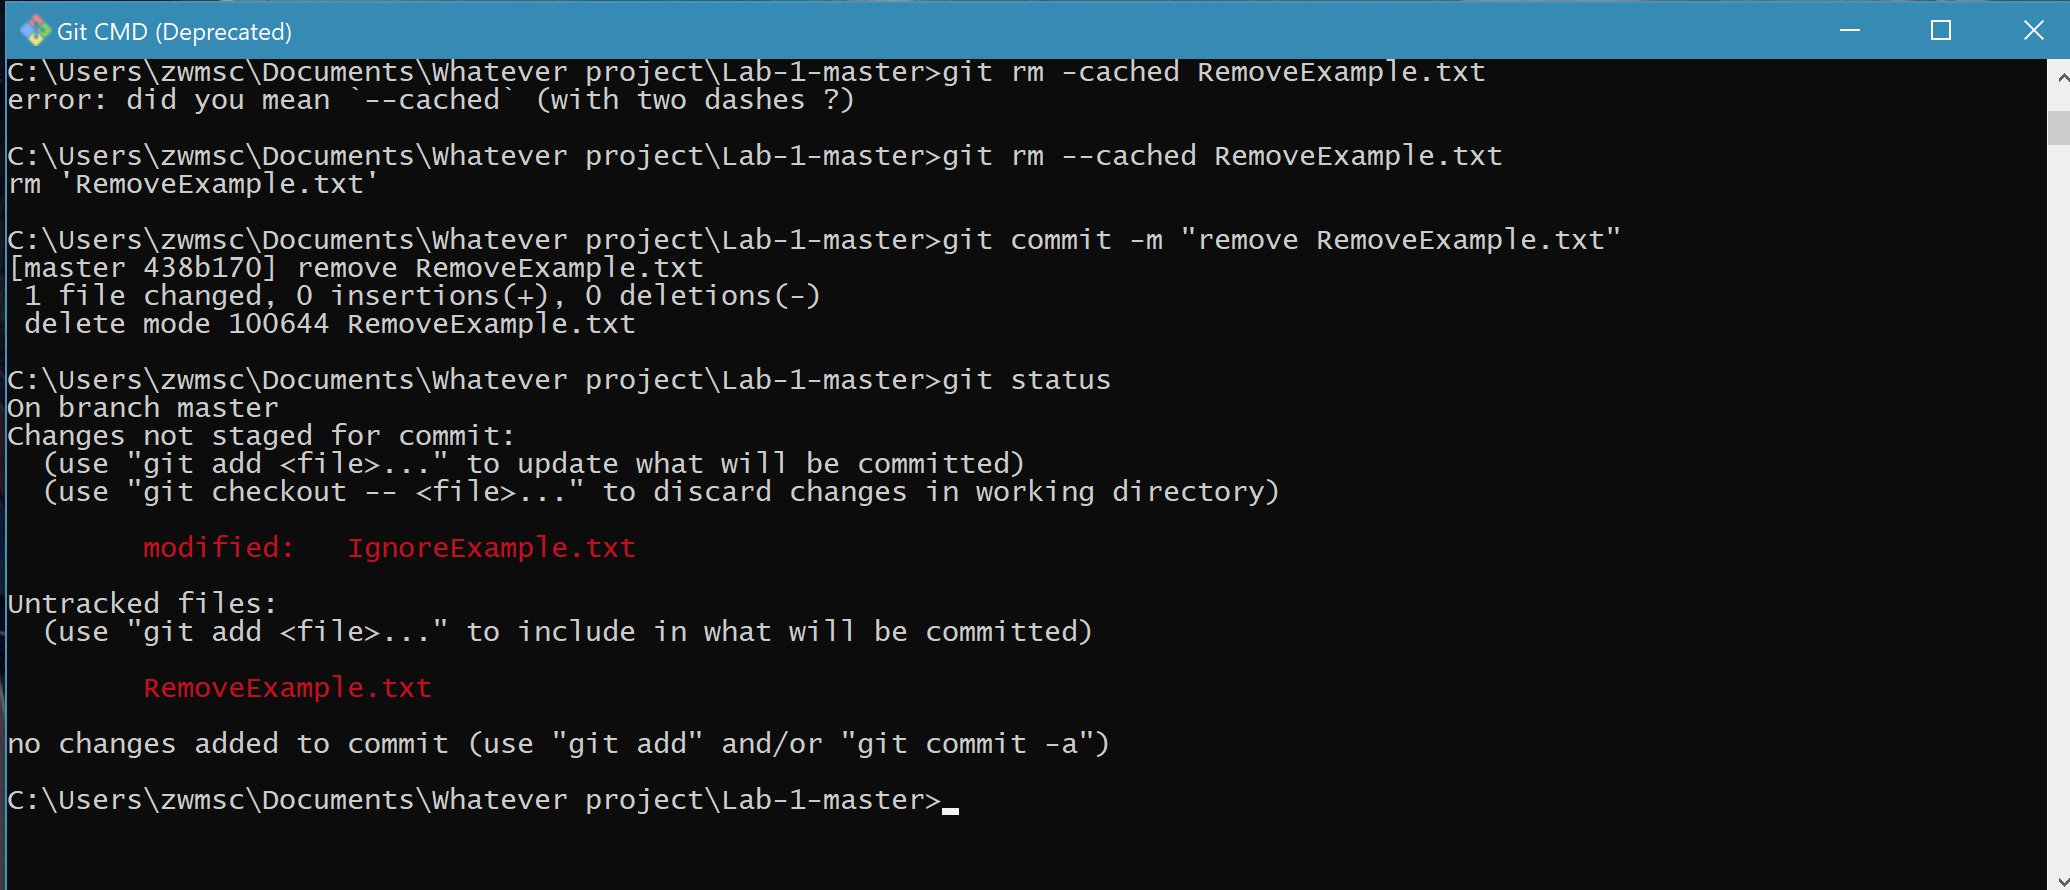 Git CMD (Deprecated)
C:\Users\zwmsc\Documents\Whatever project\Lab-1-master>git rm -cached RemoveExample.txt
error: did you mean `--cached` (with two dashes ?)
C:\Users\zwmsc\Documents\Whatever project\Lab-1-master>git rm --cached RemoveExample.txt
rm 'RemoveExample.txt'
C:\Users\zwmsc\Documents\Whatever project\Lab-1-master>git commit -m "remove RemoveExample.txt"
[master 438b170] remove RemoveExample.txt
 1 file changed, 0 insertions(+), 0 deletions(-)
 delete mode 100644 RemoveExample.txt
C:\Users\zwmsc\Documents\Whatever project\Lab-1-master>git status
On branch master
Changes not staged for commit:
  (use "git add <file>..." to update what will be committed)
  (use "git checkout -- <file>..." to discard changes in working directory)
        modified:   IgnoreExample.txt
Untracked files:
  (use "git add <file>..." to include in what will be committed)
        RemoveExample.txt
no changes added to commit (use "git add" and/or "git commit -a")
C:\Users\zwmsc\Documents\Whatever project\Lab-1-master>